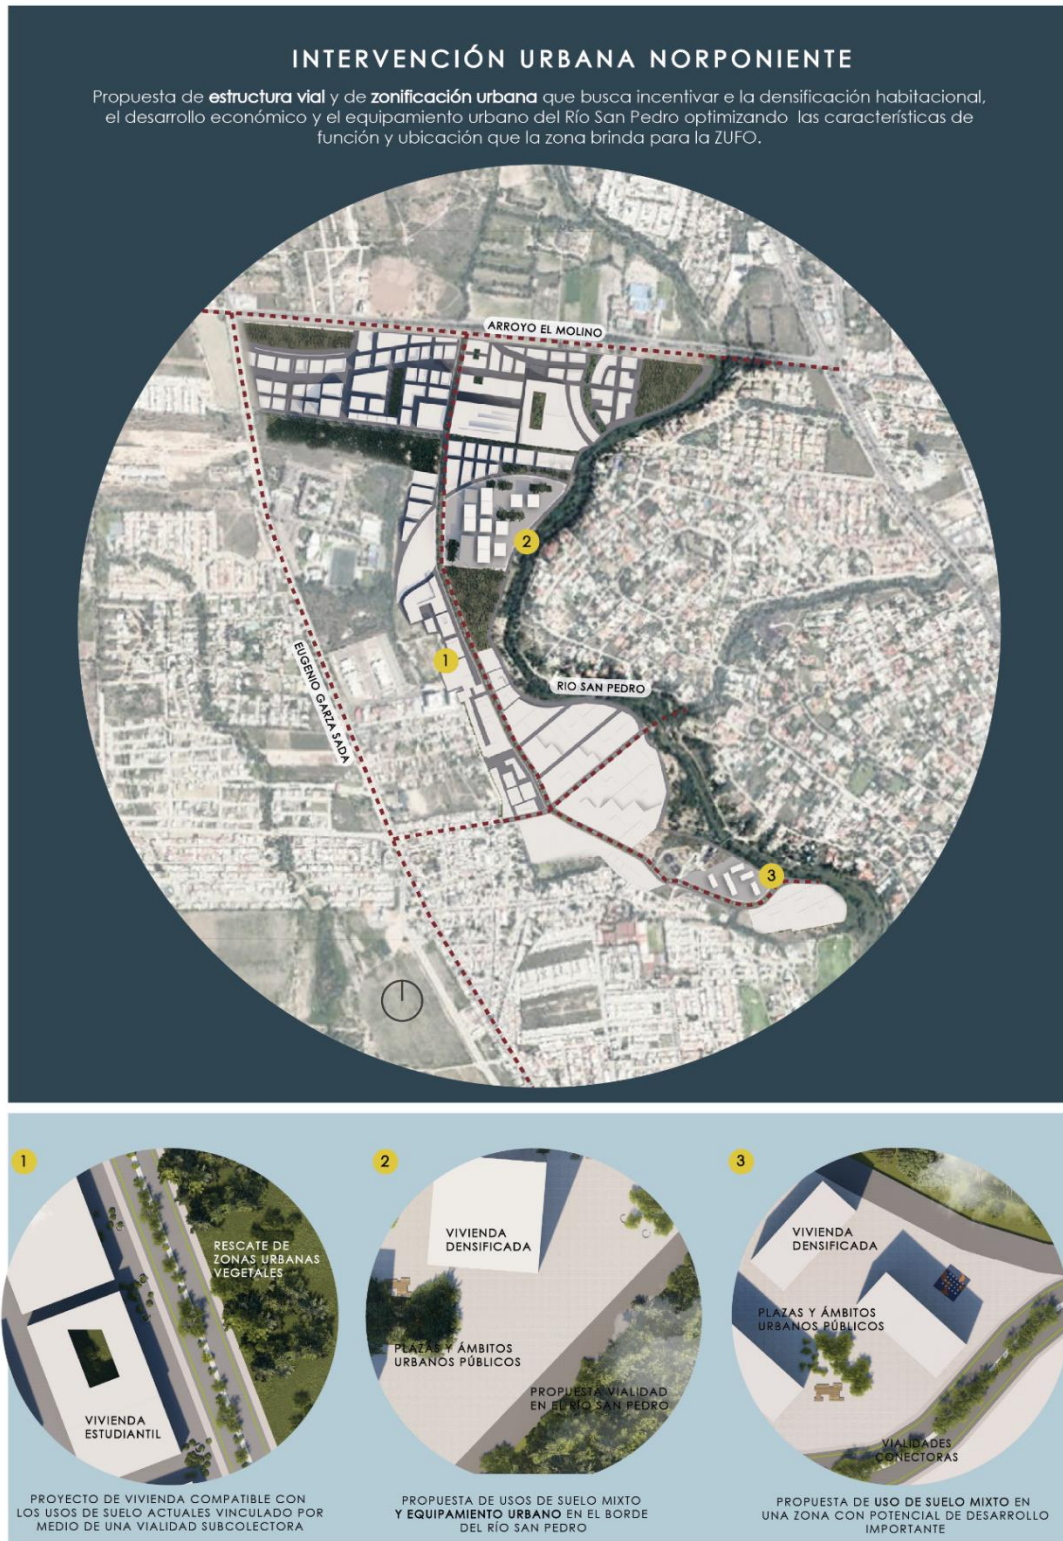 INTERVENCIÓN URBANA NORPONIENTE
Propuesta de estructura vial y de zonificación urbana que busca incentivar e la densificación habitacional,
el desarrollo económico y el equipamiento urbano del Río San Pedro optimizando las características de
función y ubicación que la zona brinda para la ZUFO.
ARROYO EL MOLINO
2
1
EUGENIO GARZA SADA
RIO SAN PEDRO
3
1
RESCATE DE
ZONAS URBANAS
VEGETALES
VIVIENDA
ESTUDIANTIL
PROYECTO DE VIVIENDA COMPATIBLE CON
LOS USOS DE SUELO ACTUALES VINCULADO POR
MEDIO DE UNA VIALIDAD SUBCOLECTORA
2
VIVIENDA
DENSIFICADA
PLAZAS Y ÁMBITOS
URBANOS PÚBLICOS
PROPUESTA VIALIDAD
EN EL RÍO SAN PEDRO
PROPUESTA DE USOS DE SUELO MIXTO
Y EQUIPAMIENTO URBANO EN EL BORDE
DEL RÍO SAN PEDRO
3
VIVIENDA
DENSIFICADA
PLAZAS Y ÁMBITOS
URBANOS PÚBLICOS
VIALIDADES
CONECTORAS
PROPUESTA DE USO DE SUELO MIXTO EN
UNA ZONA CON POTENCIAL DE DESARROLLO
IMPORTANTE